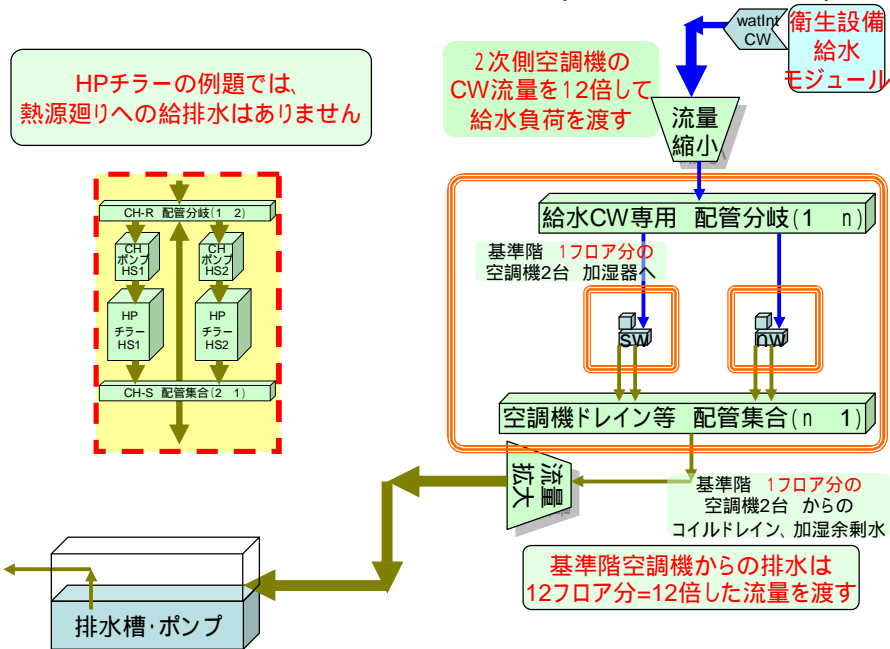 watInt
CW
衛生設備
給水
モジュール
HPチラーの例題では、
熱源廻りへの給排水はありません
2次側空調機の
CW流量を12倍して
給水負荷を渡す
流量
縮小
CH-R 配管分岐(1 2)
CH
ポンプ
HS1
CH
ポンプ
HS2
HP
チラー
HS1
HP
チラー
HS2
CH-S 配管集合(2 1)
給水CW専用 配管分岐(1 n)
基準階 1フロア分の
空調機2台 加湿器へ
sw
nw
空調機ドレイン等 配管集合(n 1)
流量
拡大
基準階 1フロア分の
空調機2台 からの
コイルドレイン、加湿余剰水
基準階空調機からの排水は
12フロア分=12倍した流量を渡す
排水槽・ポンプ